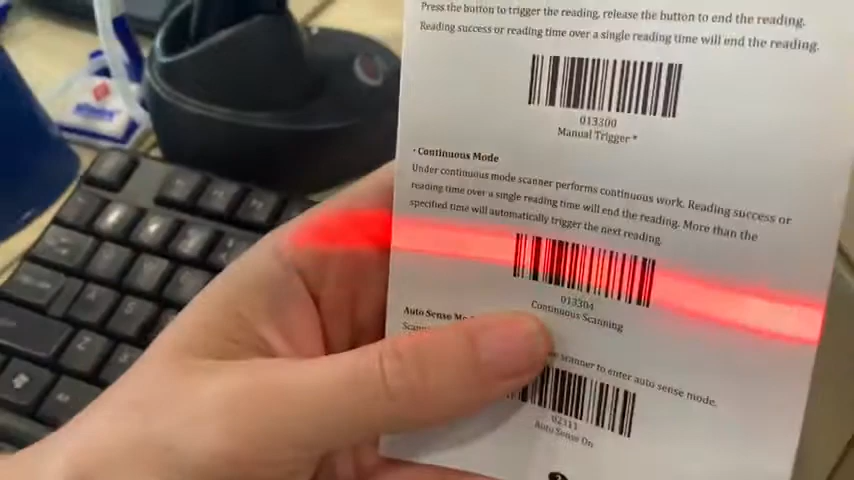 Press the button to trigger the reading, release the button to end the reading.
Reading success or reading time over a single reading time will end the reading.
013300
Manual Trigger *
· Continuous Mode
Under continuous mode scanner performs continuous work. Reading success or
reading time over a single reading time will end the reading. More than the
specified time will automatically trigger the next reading.
013304
Continuous Scanning
Auto Sense
scanner to enter auto sense mode.
02311
Auto Sense On